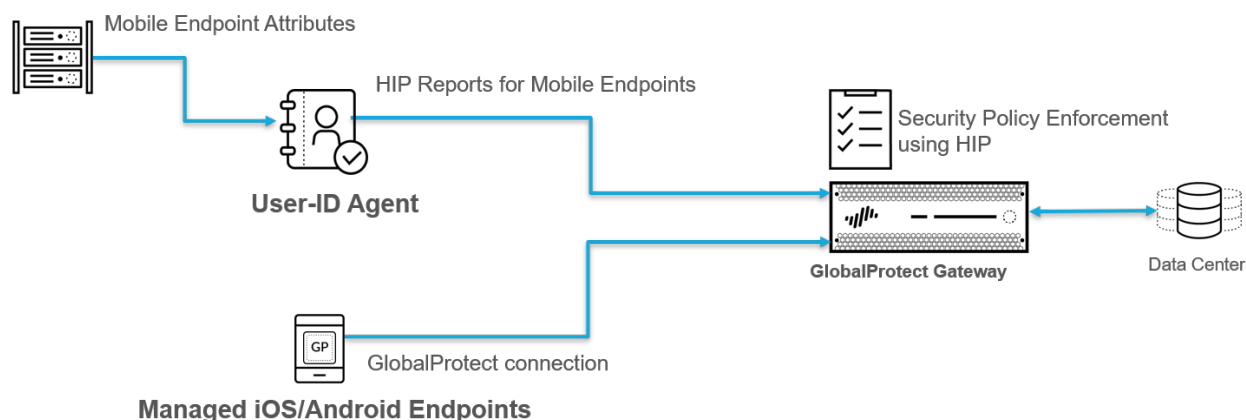 Mobile Endpoint Attributes
HIP Reports for Mobile Endpoints
Security Policy Enforcement
using HIP
User-ID Agent
GlobalProtect Gateway
Data Center
GP
GlobalProtect connection
Managed iOS/Android Endpoints